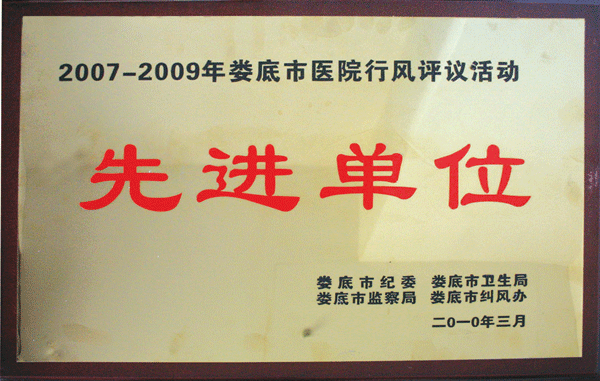 2007-2009年娄底市医院行风评议活动
先进单位
娄底市纪委 娄底市卫生局
娄底市监察局 娄底市纠风办
二0一0年三月